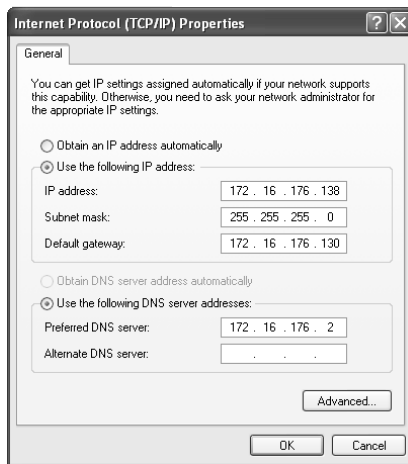 Internet Protocol (TCP/IP) Properties
General
You can get IP settings assigned automatically if your network supports
this capability. Otherwise, you need to ask your network administrator for
the appropriate IP settings.
Obtain an IP address automatically
Use the following IP address:
IP address: 172 . 16 . 176 . 138
Subnet mask: 255 . 255 . 255 . 0
Default gateway: 172 . 16 . 176 . 130
Obtain DNS server address automatically
Use the following DNS server addresses:
Preferred DNS server: 172 . 16 . 176 . 2
Alternate DNS server: . . .
Advanced...
OK Cancel